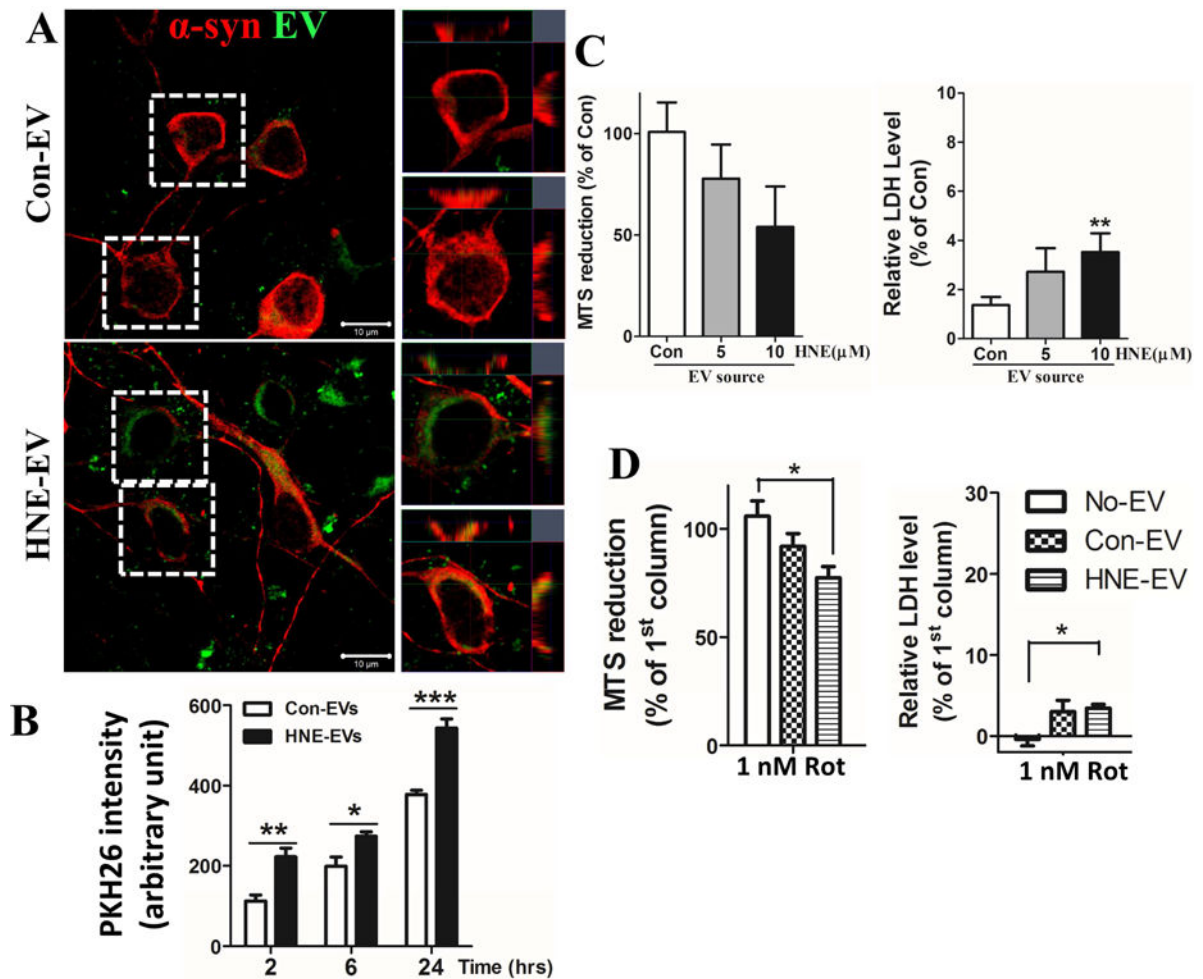 A
α-syn EV
Con-EV
10 µm
HNE-EV
10 µm
B
PKH26 intensity
(arbitrary unit)
600
400
200
0
Con-EVs
HNE-EVs
**
*
***
2 6 24 Time (hrs)
C
MTS reduction (% of Con)
100
50
0
Con 5 10 HNE(µM)
EV source
Relative LDH Level
(% of Con)
10
8
6
4
2
0
**
Con 5 10 HNE(µM)
EV source
D
MTS reduction
(% of 1st column)
100
50
0
*
1 nM Rot
Relative LDH level
(% of 1st column)
30
20
10
0
No-EV
Con-EV
HNE-EV
*
1 nM Rot